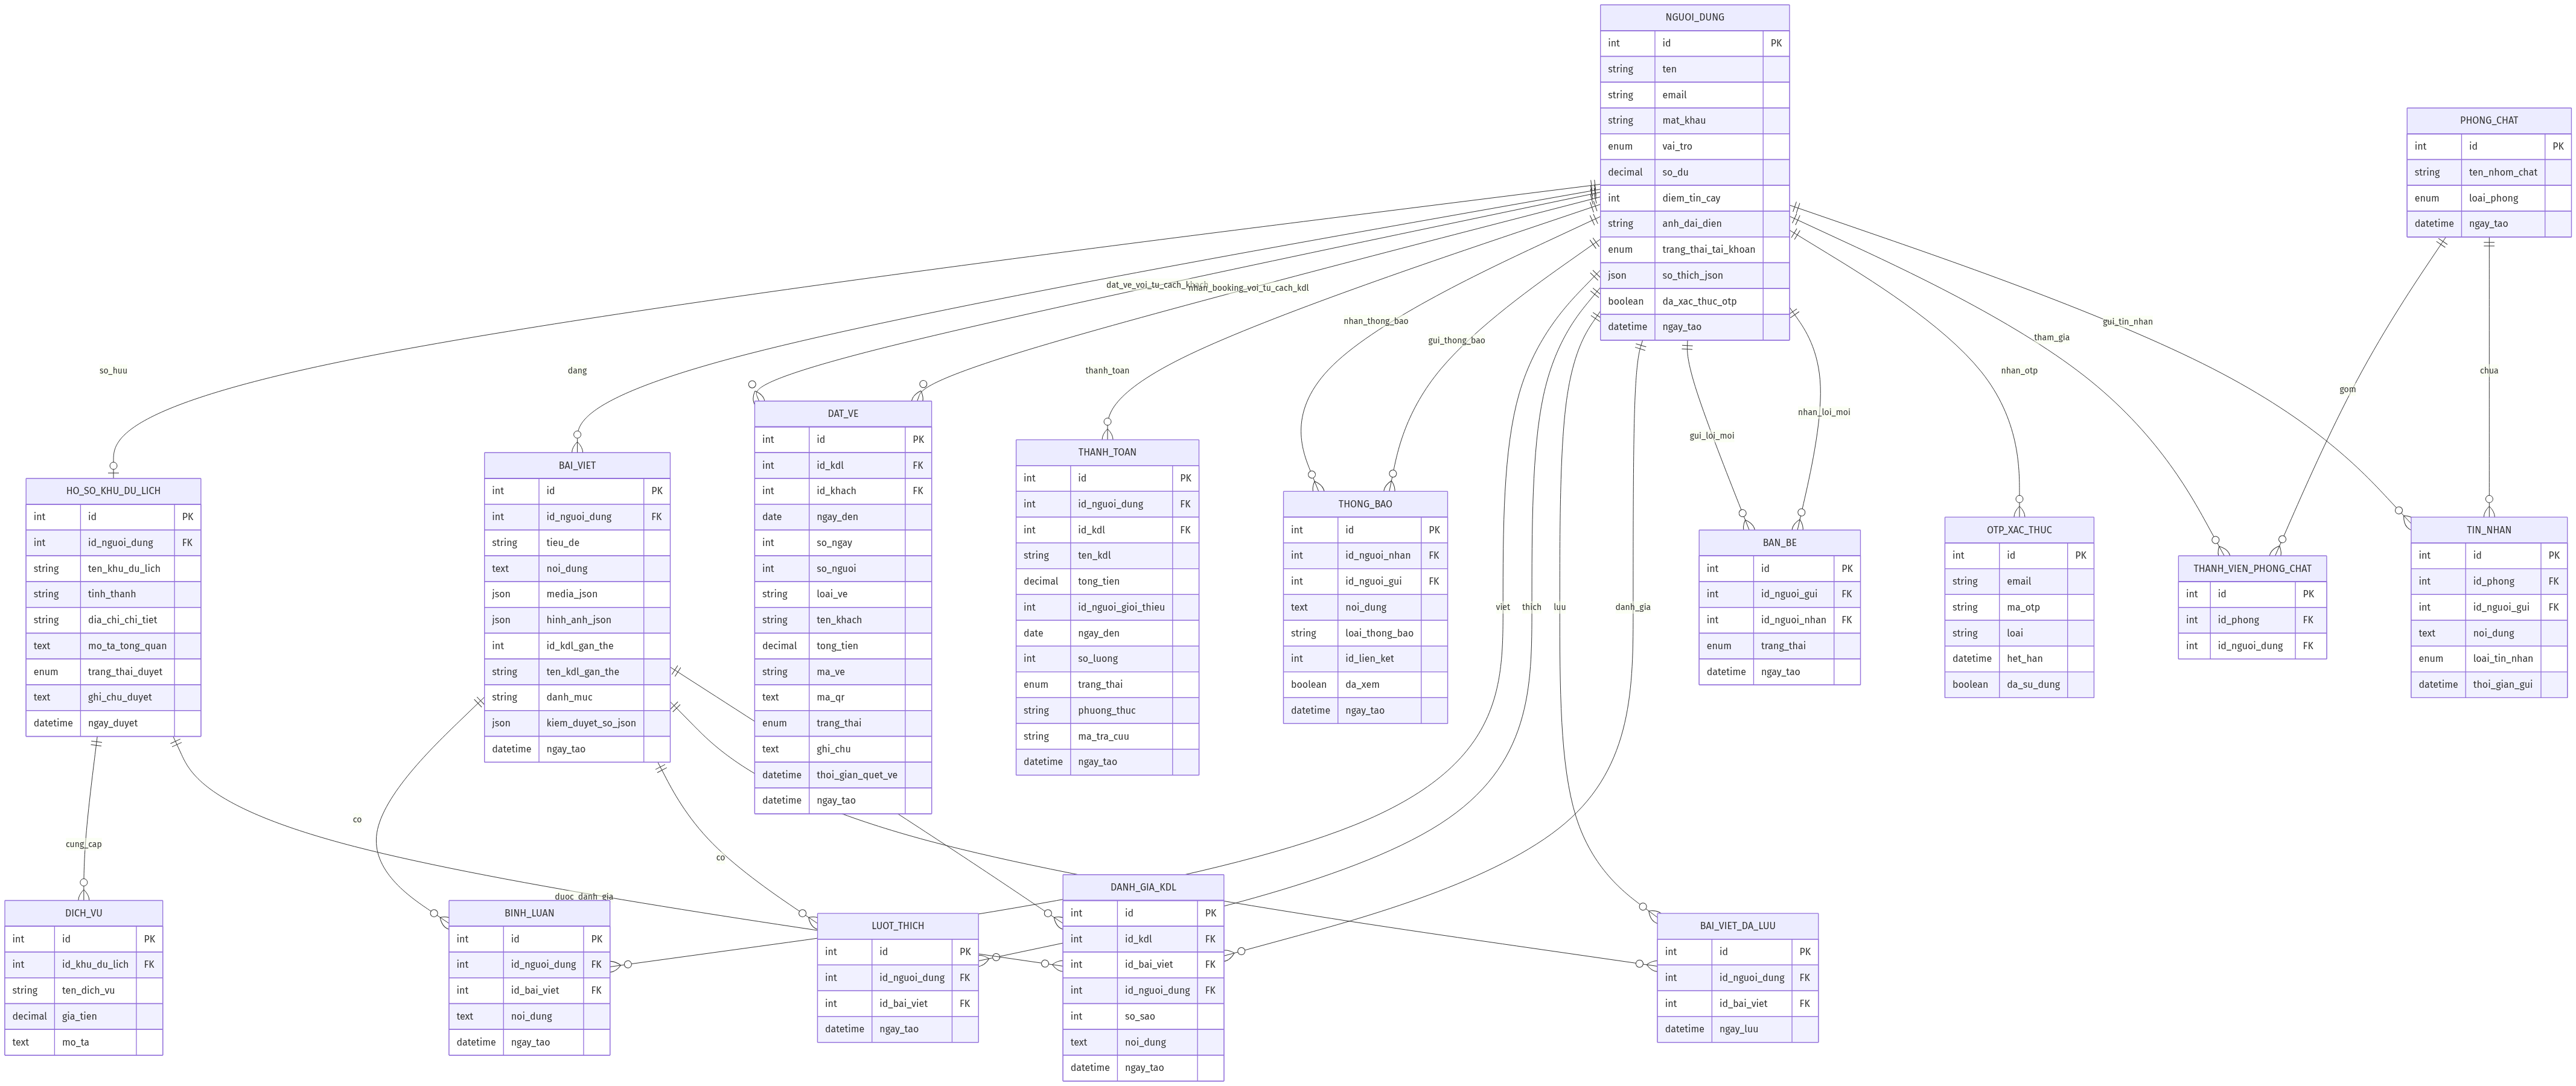 NGUOI_DUNG
int id PK
string ten
string email
string mat_khau
enum vai_tro
decimal so_du
int diem_tin_cay
string anh_dai_dien
enum trang_thai_tai_khoan
json so_thich_json
boolean da_xac_thuc_otp
datetime ngay_tao
PHONG_CHAT
int id PK
string ten_nhom_chat
enum loai_phong
datetime ngay_tao
so_huu
dang
dat_ve_voi_tu_cach_khach
nhan_booking_voi_tu_cach_kdl
thanh_toan
nhan_thong_bao
gui_thong_bao
viet
thich
luu
danh_gia
gui_loi_moi
nhan_loi_moi
nhan_otp
tham_gia
gui_tin_nhan
gom
chua
HO_SO_KHU_DU_LICH
int id PK
int id_nguoi_dung FK
string ten_khu_du_lich
string tinh_thanh
string dia_chi_chi_tiet
text mo_ta_tong_quan
enum trang_thai_duyet
text ghi_chu_duyet
datetime ngay_duyet
BAI_VIET
int id PK
int id_nguoi_dung FK
string tieu_de
text noi_dung
json media_json
json hinh_anh_json
int id_kdl_gan_the
string ten_kdl_gan_the
string danh_muc
json kiem_duyet_so_json
datetime ngay_tao
DAT_VE
int id PK
int id_kdl FK
int id_khach FK
date ngay_den
int so_ngay
int so_nguoi
string loai_ve
string ten_khach
decimal tong_tien
string ma_ve
text ma_qr
enum trang_thai
text ghi_chu
datetime thoi_gian_quet_ve
datetime ngay_tao
THANH_TOAN
int id PK
int id_nguoi_dung FK
int id_kdl FK
string ten_kdl
decimal tong_tien
int id_nguoi_gioi_thieu
date ngay_den
int so_luong
enum trang_thai
string phuong_thuc
string ma_tra_cuu
datetime ngay_tao
THONG_BAO
int id PK
int id_nguoi_nhan FK
int id_nguoi_gui FK
text noi_dung
string loai_thong_bao
int id_lien_ket
boolean da_xem
datetime ngay_tao
BAN_BE
int id PK
int id_nguoi_gui FK
int id_nguoi_nhan FK
enum trang_thai
datetime ngay_tao
OTP_XAC_THUC
int id PK
string email
string ma_otp
string loai
datetime het_han
boolean da_su_dung
THANH_VIEN_PHONG_CHAT
int id PK
int id_phong FK
int id_nguoi_dung FK
TIN_NHAN
int id PK
int id_phong FK
int id_nguoi_gui FK
text noi_dung
enum loai_tin_nhan
datetime thoi_gian_gui
cung_cap
duoc_danh_gia
co
co
DICH_VU
int id PK
int id_khu_du_lich FK
string ten_dich_vu
decimal gia_tien
text mo_ta
BINH_LUAN
int id PK
int id_nguoi_dung FK
int id_bai_viet FK
text noi_dung
datetime ngay_tao
LUOT_THICH
int id PK
int id_nguoi_dung FK
int id_bai_viet FK
datetime ngay_tao
DANH_GIA_KDL
int id PK
int id_kdl FK
int id_bai_viet FK
int id_nguoi_dung FK
int so_sao
text noi_dung
datetime ngay_tao
BAI_VIET_DA_LUU
int id PK
int id_nguoi_dung FK
int id_bai_viet FK
datetime ngay_luu